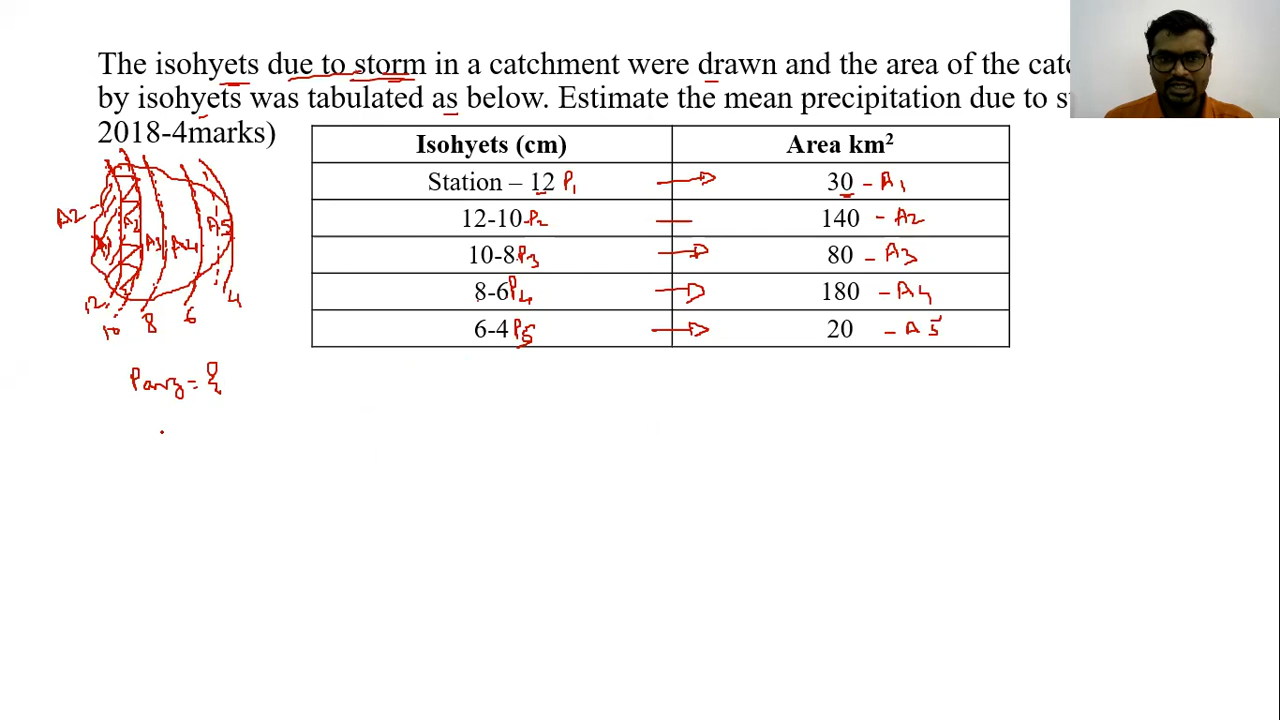 The isohyets due to storm in a catchment were drawn and the area of the
by isohyets was tabulated as below. Estimate the mean precipitation due to
2018-4marks)
Isohyets (cm) Area km²
Station – 12 P1 30 - A1
12-10 P2 140 - A2
10-8 P3 80 - A3
8-6 P4 180 - A4
6-4 P5 20 - A5
A2
A3 A4 A5
12 10 8 6 4
Pavg =